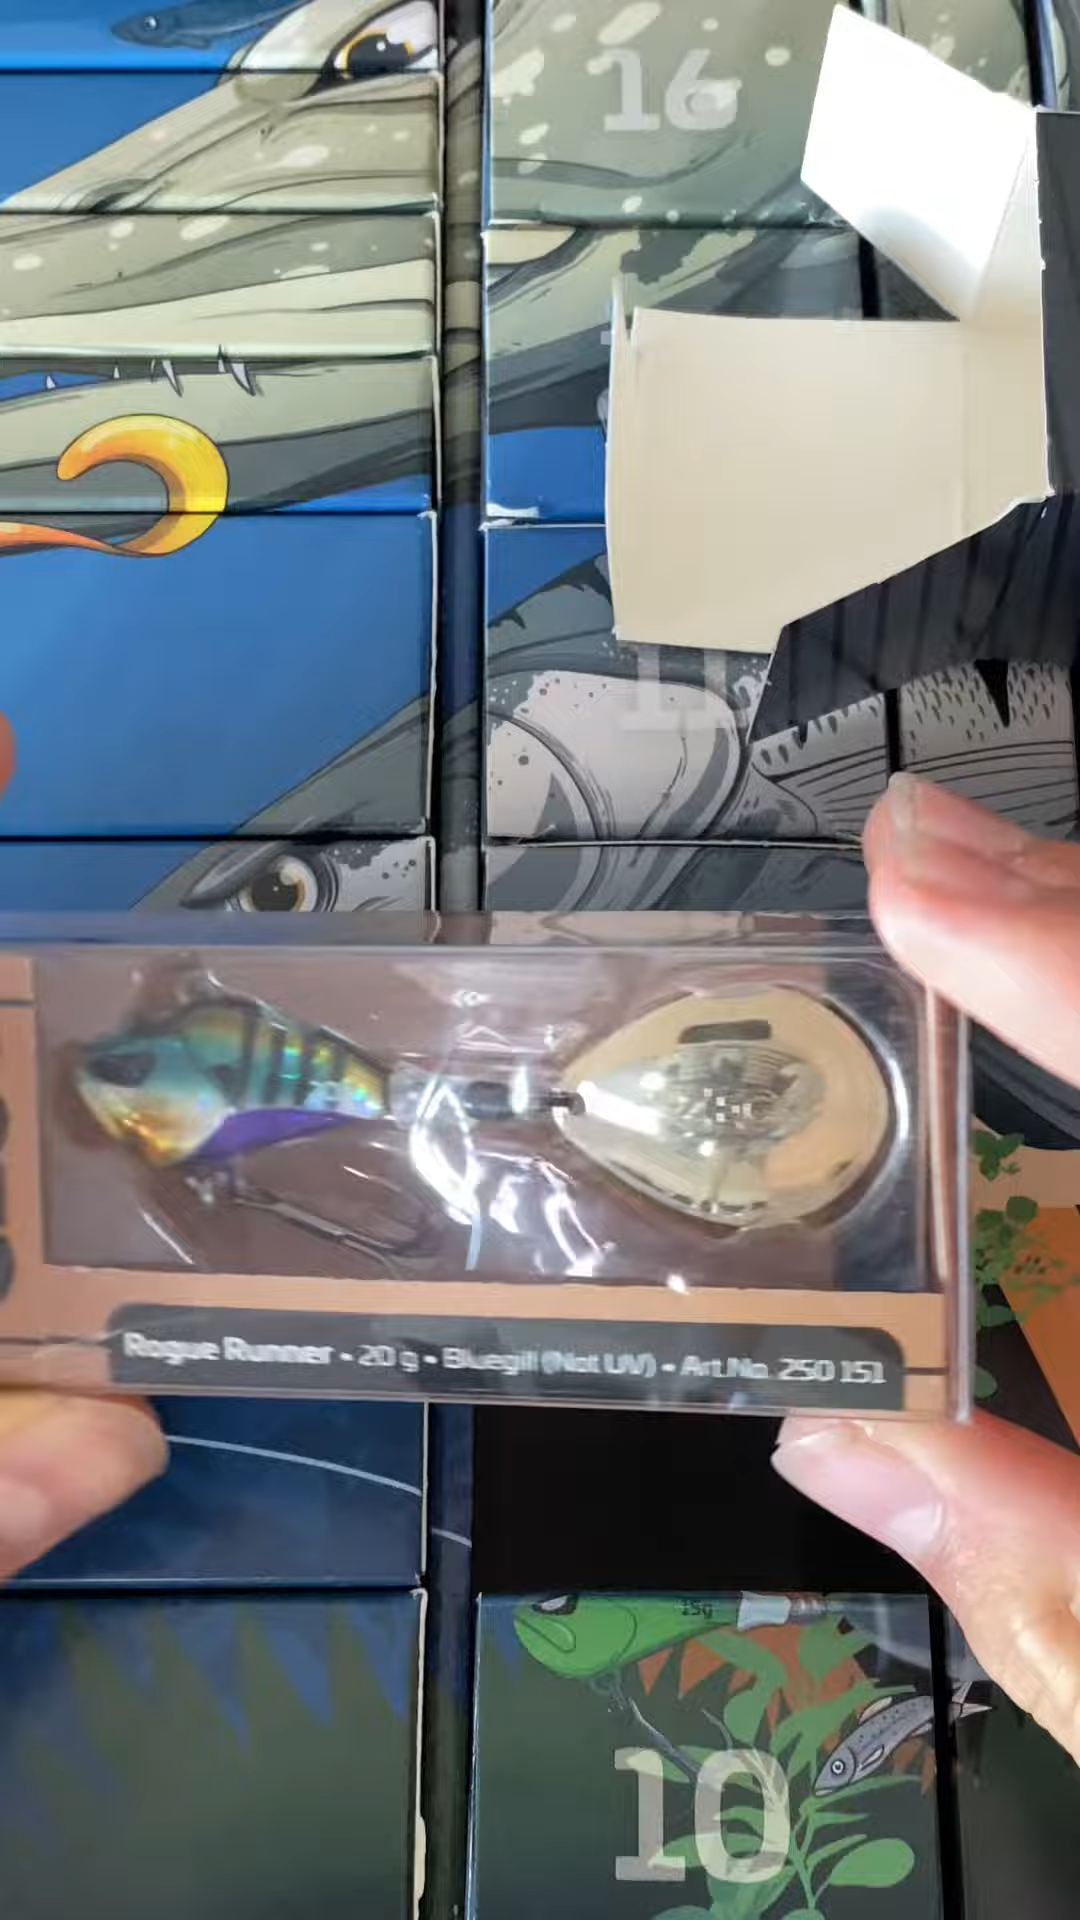 16
Rogue Runner • 20 g • Bluegill (Not UV) • Art.No. 250 151
15g
10